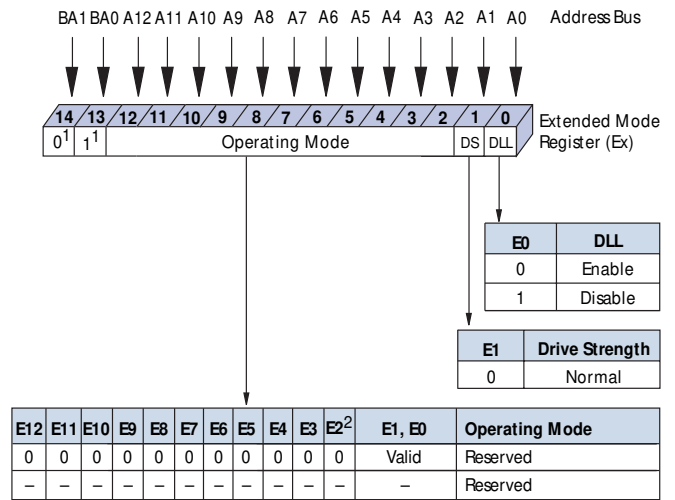 BA1 BA0 A12 A11 A10 A9 A8 A7 A6 A5 A4 A3 A2 A1 A0 Address Bus
14 13 12 11 10 9 8 7 6 5 4 3 2 1 0 Extended Mode
0¹ 1¹ Operating Mode DS DLL Register (Ex)
E0 DLL
0 Enable
1 Disable
E1 Drive Strength
0 Normal
E12 E11 E10 E9 E8 E7 E6 E5 E4 E3 E2² E1, E0 Operating Mode
0 0 0 0 0 0 0 0 0 0 0 Valid Reserved
– – – – – – – – – – – – Reserved